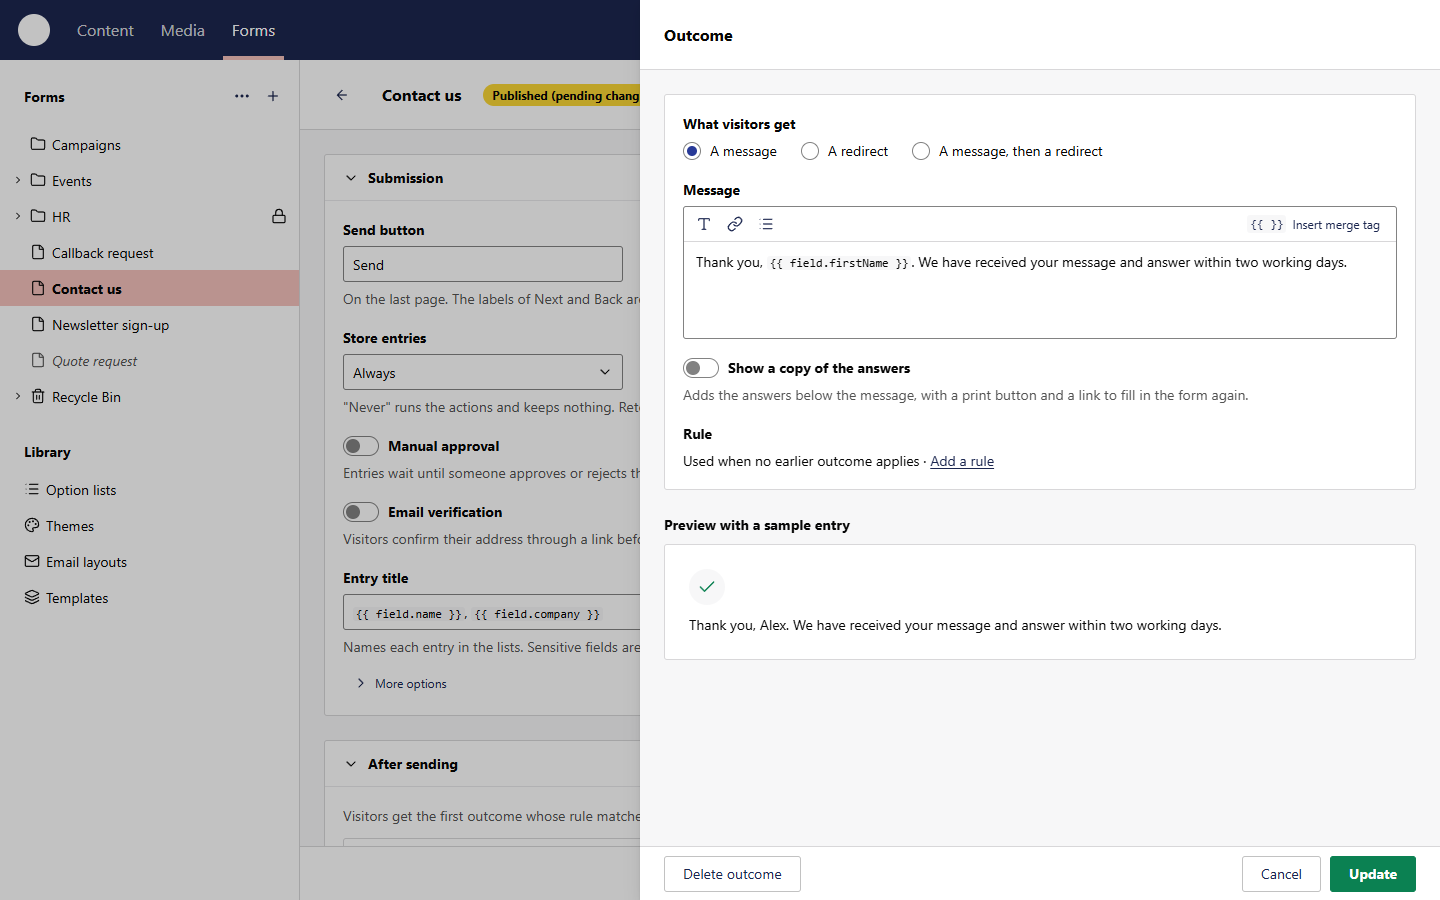 Content Media Forms
Forms
Campaigns
Events
HR
Callback request
Contact us
Newsletter sign-up
Quote request
Recycle Bin
Library
Option lists
Themes
Email layouts
Templates
Contact us
Published (pending chang
Submission
Send button
Send
On the last page. The labels of Next and Back ar
Store entries
Always
"Never" runs the actions and keeps nothing. Ret
Manual approval
Entries wait until someone approves or rejects th
Email verification
Visitors confirm their address through a link befo
Entry title
{{ field.name }}, {{ field.company }}
Names each entry in the lists. Sensitive fields are
More options
After sending
Visitors get the first outcome whose rule matche
Outcome
What visitors get
A message A redirect A message, then a redirect
Message
{{ }} Insert merge tag
Thank you, {{ field.firstName }}. We have received your message and answer within two working days.
Show a copy of the answers
Adds the answers below the message, with a print button and a link to fill in the form again.
Rule
Used when no earlier outcome applies · Add a rule
Preview with a sample entry
Thank you, Alex. We have received your message and answer within two working days.
Delete outcome Cancel Update